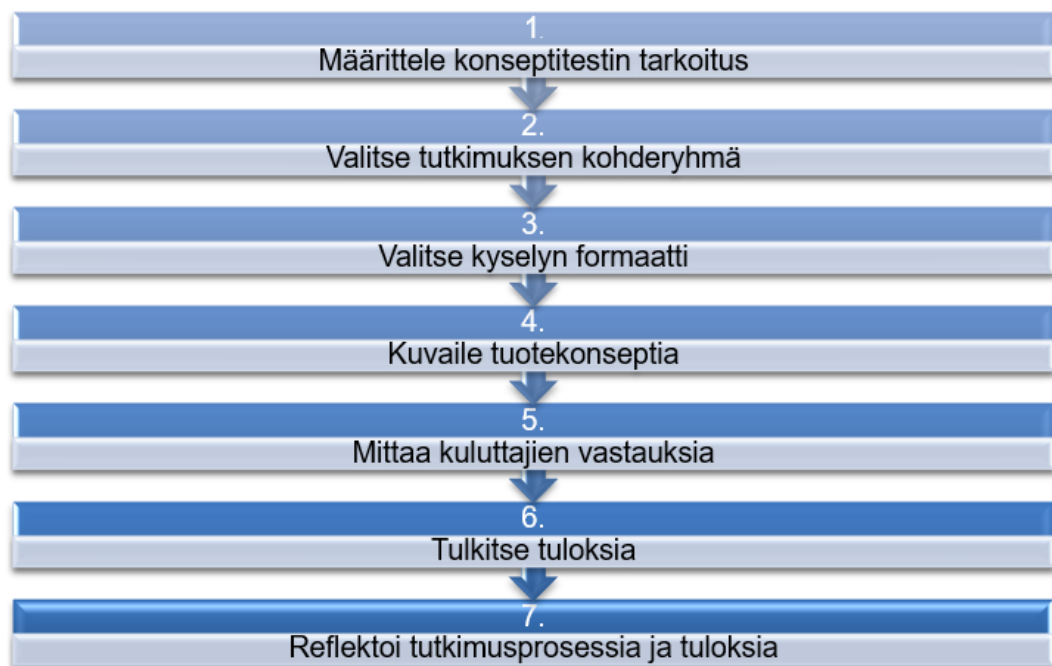 1.
Määrittele konseptitestin tarkoitus
2.
Valitse tutkimuksen kohderyhmä
3.
Valitse kyselyn formaatti
4.
Kuvaile tuotekonseptia
5.
Mittaa kuluttajien vastauksia
6.
Tulkitse tuloksia
7.
Reflektoi tutkimusprosessia ja tuloksia